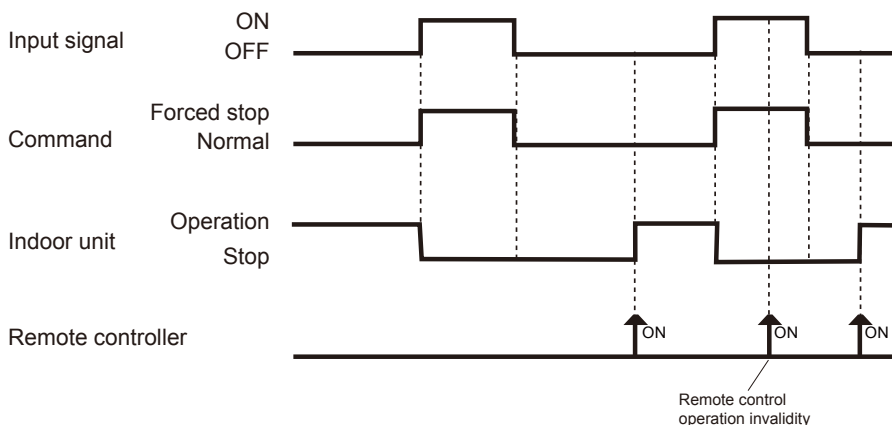 Input signal
ON
OFF
Command
Forced stop
Normal
Indoor unit
Operation
Stop
Remote controller
ON
ON
ON
Remote control
operation invalidity